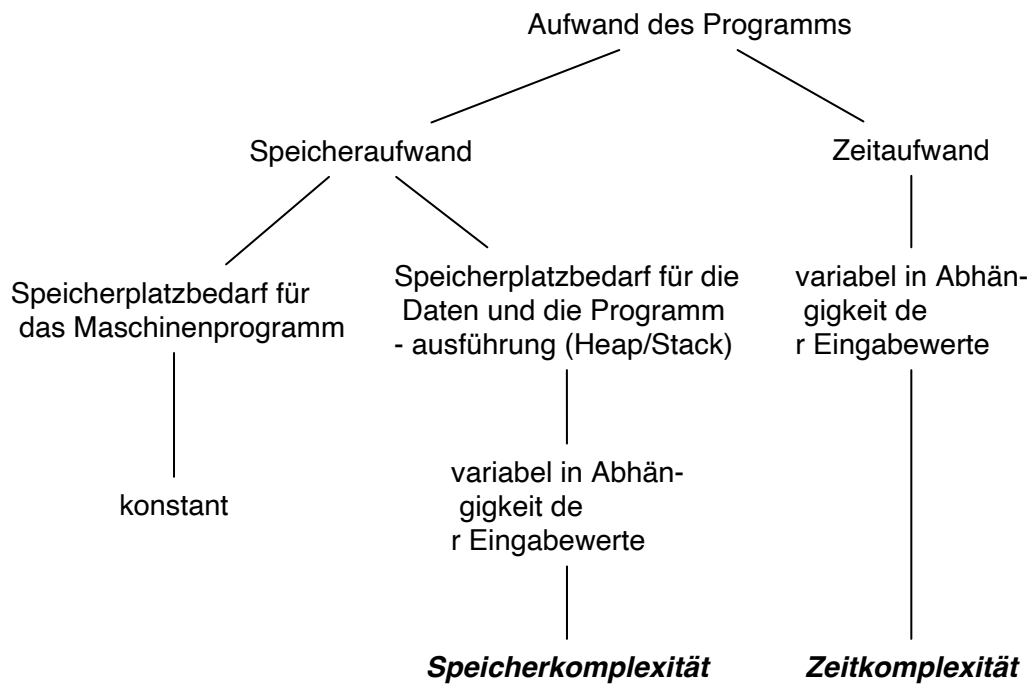 Aufwand des Programms
Speicheraufwand
Zeitaufwand
Speicherplatzbedarf für
das Maschinenprogramm
Speicherplatzbedarf für die
Daten und die Programm
- ausführung (Heap/Stack)
variabel in Abhän-
gigkeit de
r Eingabewerte
konstant
variabel in Abhän-
gigkeit de
r Eingabewerte
Speicherkomplexität
Zeitkomplexität